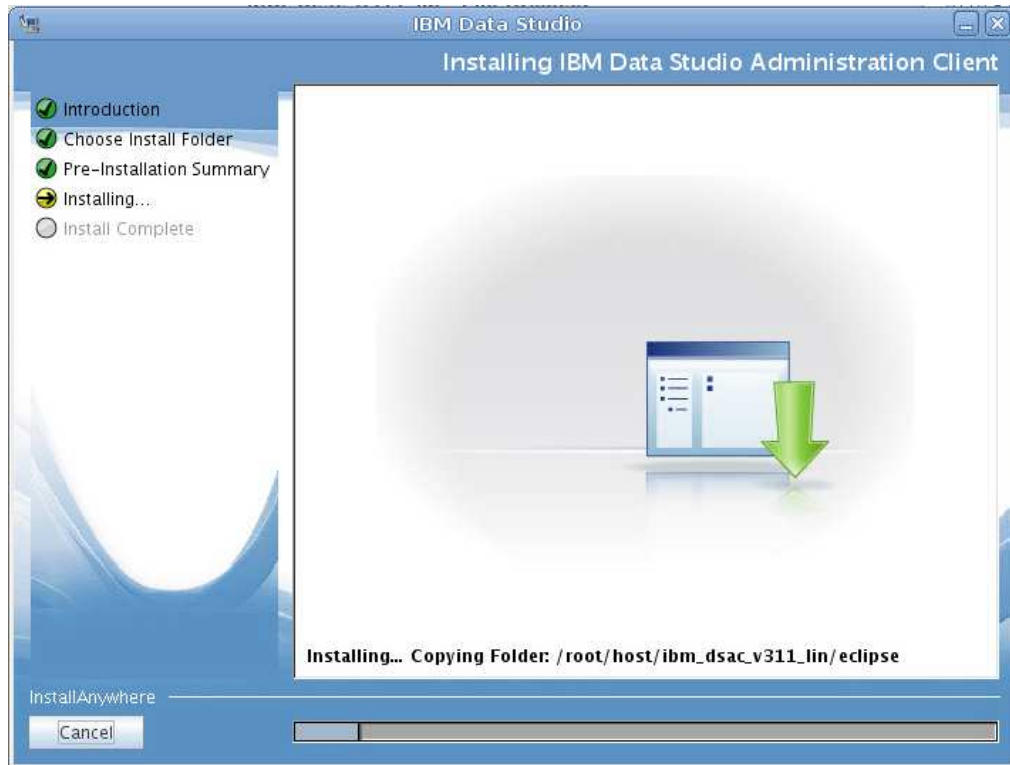 IBM Data Studio
Installing IBM Data Studio Administration Client
Introduction
Choose Install Folder
Pre-Installation Summary
Installing...
Install Complete
Installing... Copying Folder: /root/host/ibm_dsac_v311_lin/eclipse
InstallAnywhere
Cancel